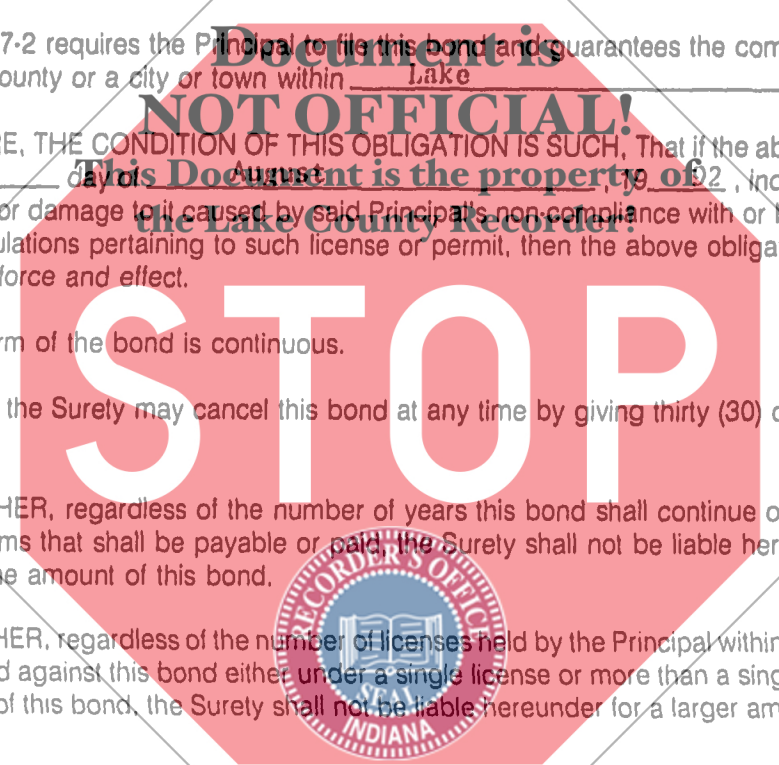 7-2 requires the Principal to file this bond and guarantees the com
ounty or a city or town within Lake
RE, THE CONDITION OF THIS OBLIGATION IS SUCH, That if the ab
day of August , 19 92 , inc
or damage to it caused by said Principal's non-compliance with or
ulations pertaining to such license or permit, then the above obliga
force and effect.
rm of the bond is continuous.
the Surety may cancel this bond at any time by giving thirty (30) d
HER, regardless of the number of years this bond shall continue o
ms that shall be payable or paid, the Surety shall not be liable her
e amount of this bond.
HER, regardless of the number of licenses held by the Principal within
d against this bond either under a single license or more than a sing
of this bond, the Surety shall not be liable hereunder for a larger am
Document is
NOT OFFICIAL!
This Document is the property of
the Lake County Recorder!
STOP
RECORDER'S OFFICE
SEAL
INDIANA